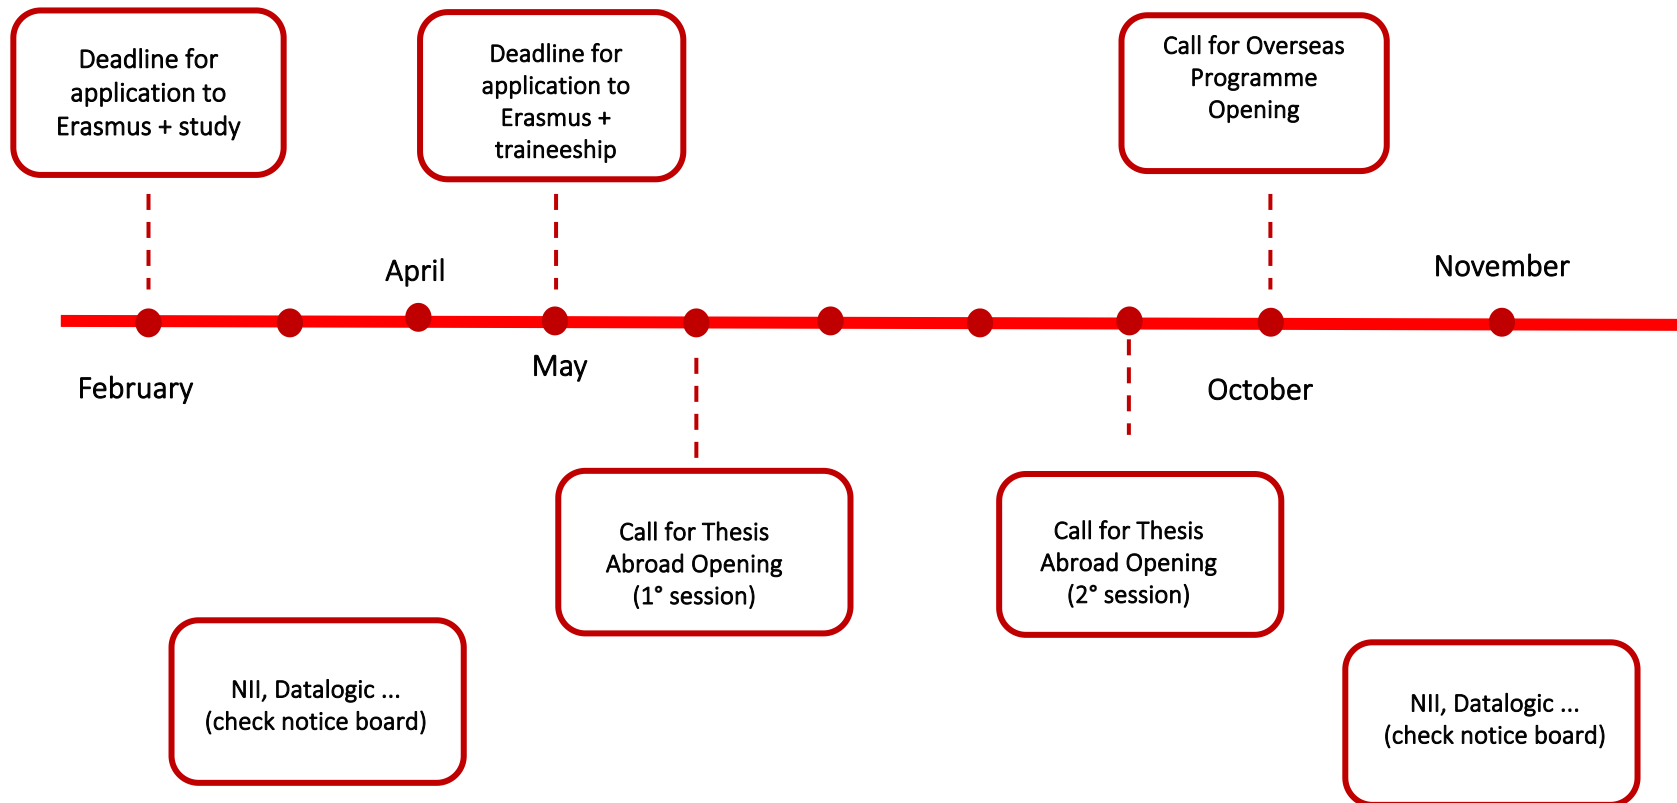 Deadline for
application to
Erasmus + study
Deadline for
application to
Erasmus +
traineeship
Call for Overseas
Programme
Opening
April
November
May
February
October
Call for Thesis
Abroad Opening
(1° session)
Call for Thesis
Abroad Opening
(2° session)
NII, Datalogic ...
(check notice board)
NII, Datalogic ...
(check notice board)